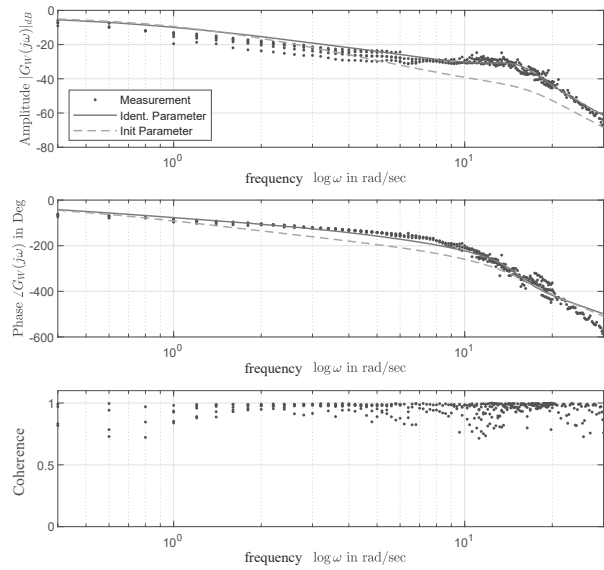 0
-20
-40
-60
-80
Amplitude |G_W(jω)|_dB
Measurement
Ident. Parameter
Init Parameter
10^0
10^1
frequency log ω in rad/sec
0
-200
-400
-600
Phase ∠G_W(jω) in Deg
10^0
10^1
frequency log ω in rad/sec
1
0.5
0
Coherence
10^0
10^1
frequency log ω in rad/sec